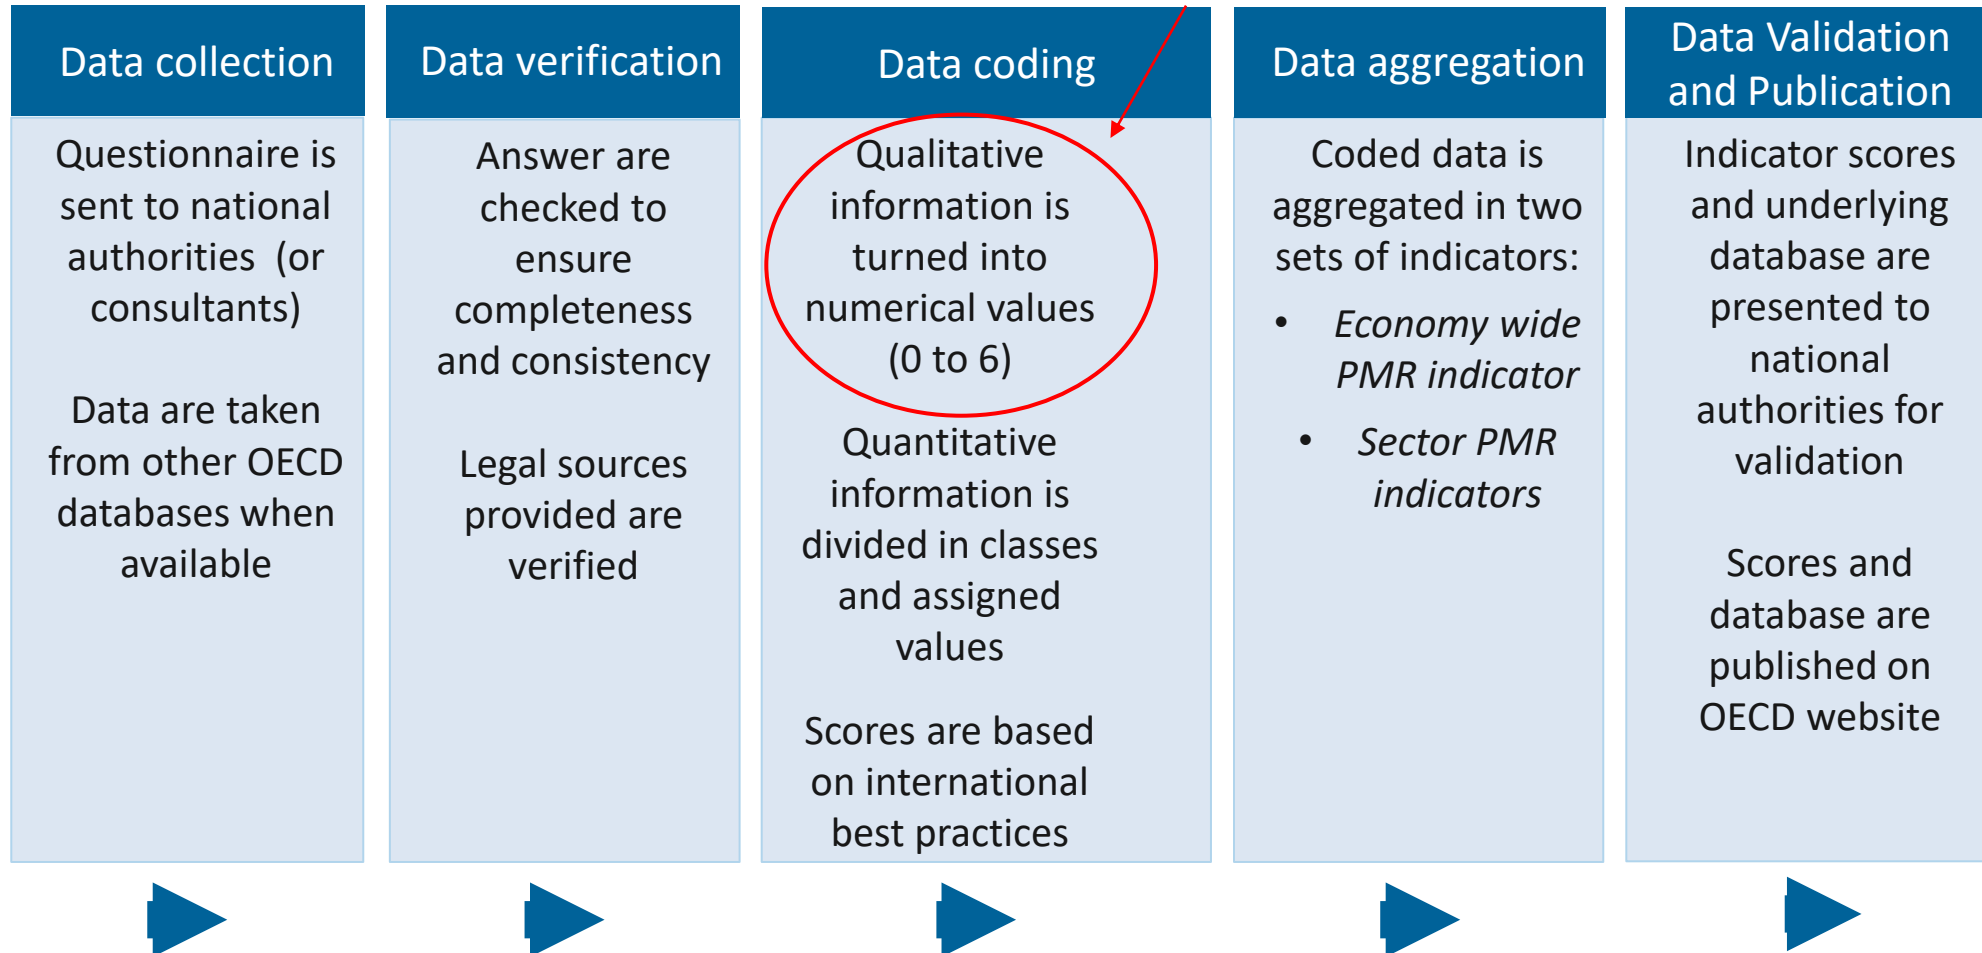 Data collection
Questionnaire is
sent to national
authorities (or
consultants)
Data are taken
from other OECD
databases when
available
Data verification
Answer are
checked to
ensure
completeness
and consistency
Legal sources
provided are
verified
Data coding
Qualitative
information is
turned into
numerical values
(0 to 6)
Quantitative
information is
divided in classes
and assigned
values
Scores are based
on international
best practices
Data aggregation
Coded data is
aggregated in two
sets of indicators:
• Economy wide
PMR indicator
• Sector PMR
indicators
Data Validation
and Publication
Indicator scores
and underlying
database are
presented to
national
authorities for
validation
Scores and
database are
published on
OECD website